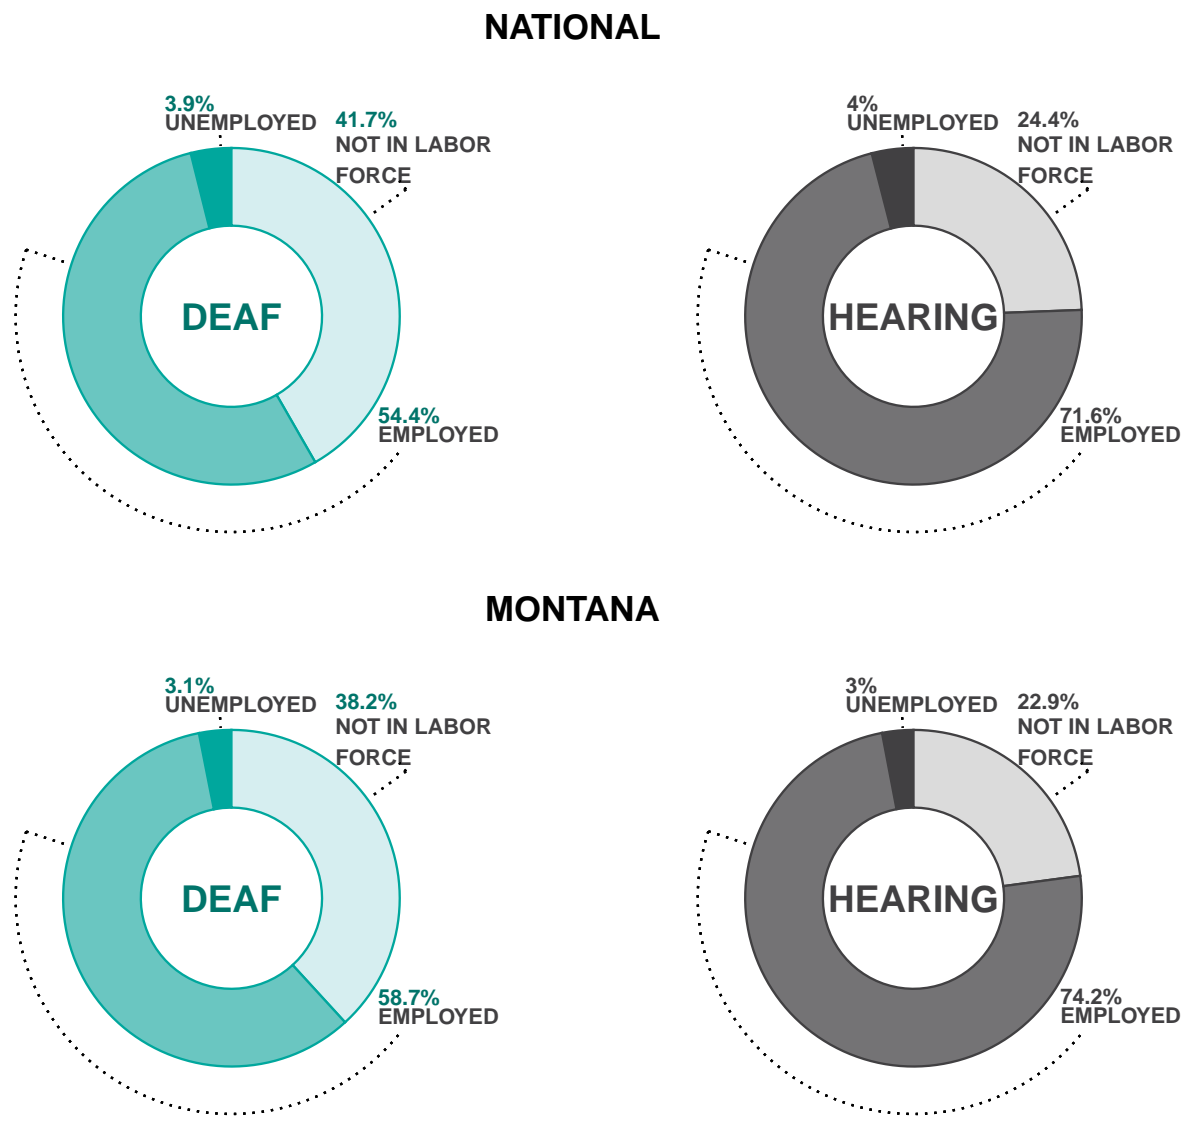 NATIONAL
3.9%
UNEMPLOYED
41.7%
NOT IN LABOR
FORCE
DEAF
54.4%
EMPLOYED
4%
UNEMPLOYED
24.4%
NOT IN LABOR
FORCE
HEARING
71.6%
EMPLOYED
MONTANA
3.1%
UNEMPLOYED
38.2%
NOT IN LABOR
FORCE
DEAF
58.7%
EMPLOYED
3%
UNEMPLOYED
22.9%
NOT IN LABOR
FORCE
HEARING
74.2%
EMPLOYED